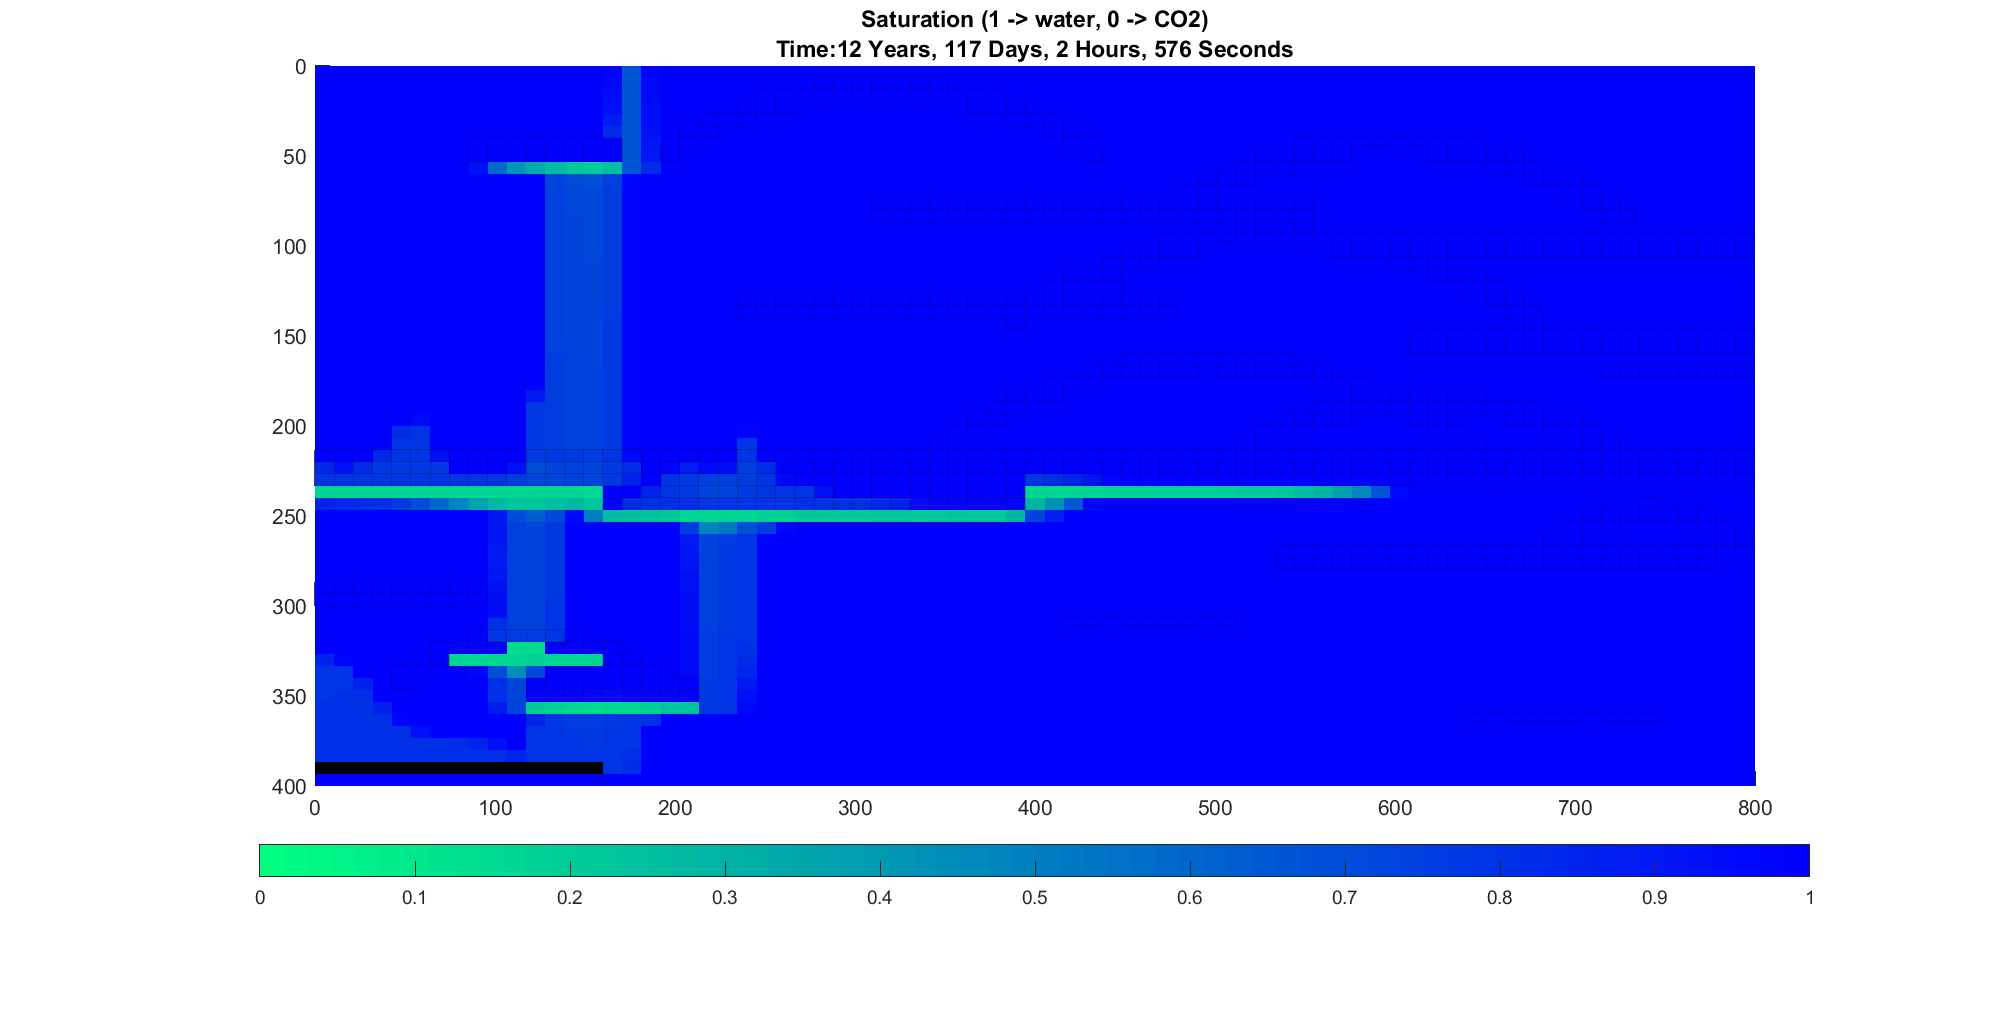 Saturation (1 -> water, 0 -> CO2)
Time:12 Years, 117 Days, 2 Hours, 576 Seconds
0
50
100
150
200
250
300
350
400
0 100 200 300 400 500 600 700 800
0 0.1 0.2 0.3 0.4 0.5 0.6 0.7 0.8 0.9 1